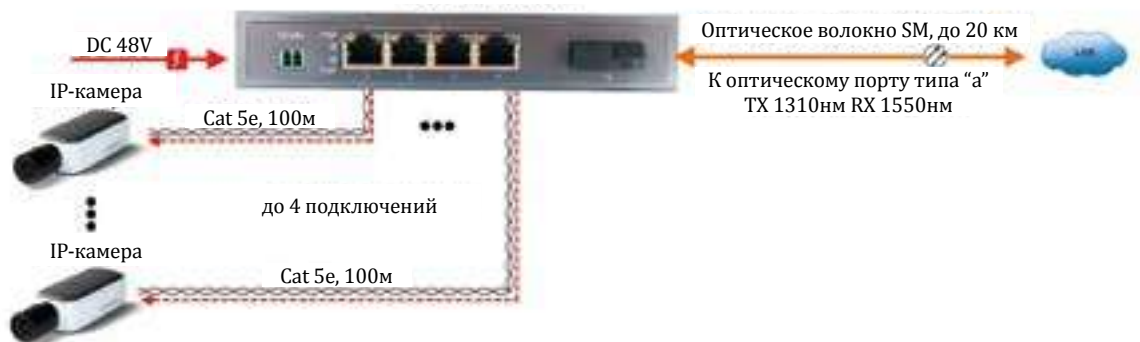 DC 48V
Оптическое волокно SM, до 20 км
К оптическому порту типа “a”
TX 1310нм RX 1550нм
IP-камера
Cat 5e, 100м
до 4 подключений
IP-камера
Cat 5e, 100м